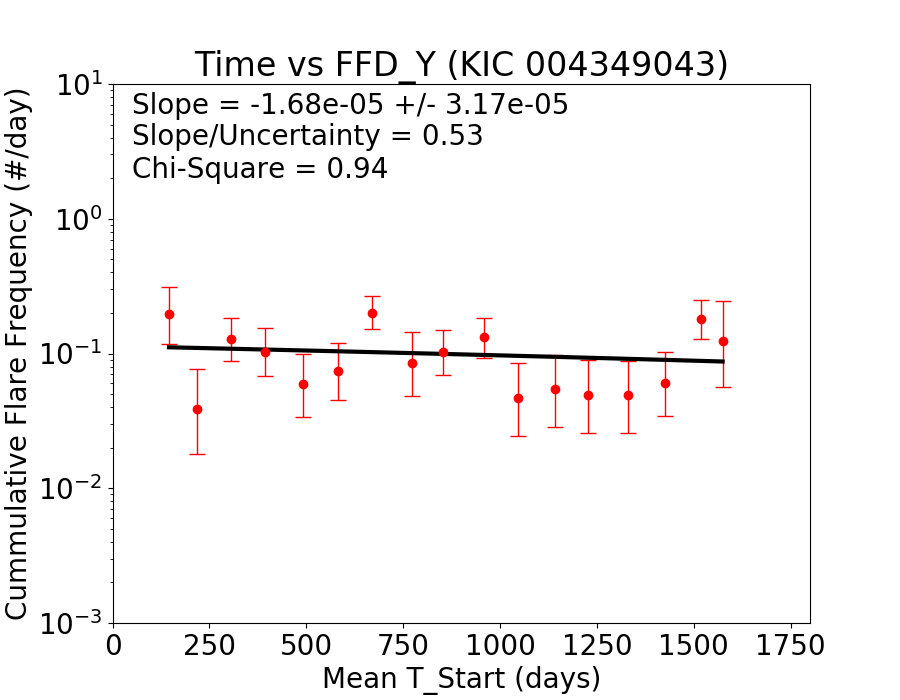 Time vs FFD_Y (KIC 004349043)
Slope = -1.68e-05 +/- 3.17e-05
Slope/Uncertainty = 0.53
Chi-Square = 0.94
Cummulative Flare Frequency (#/day)
10¹
10⁰
10⁻¹
10⁻²
10⁻³
0 250 500 750 1000 1250 1500 1750
Mean T_Start (days)